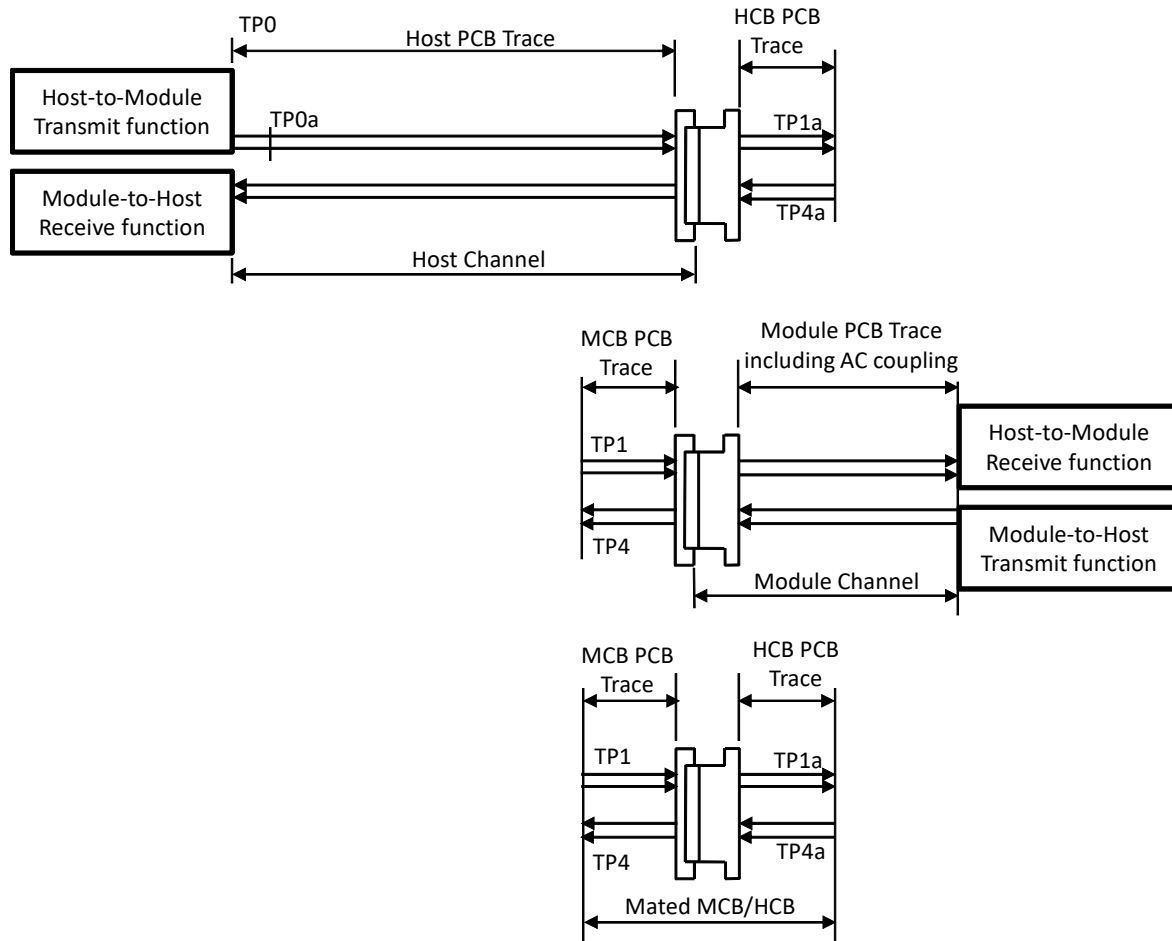 TP0
Host PCB Trace
HCB PCB
Trace
Host-to-Module
Transmit function
TP0a
TP1a
Module-to-Host
Receive function
TP4a
Host Channel
MCB PCB
Trace
Module PCB Trace
including AC coupling
TP1
Host-to-Module
Receive function
TP4
Module-to-Host
Transmit function
Module Channel
MCB PCB
Trace
HCB PCB
Trace
TP1
TP1a
TP4
TP4a
Mated MCB/HCB